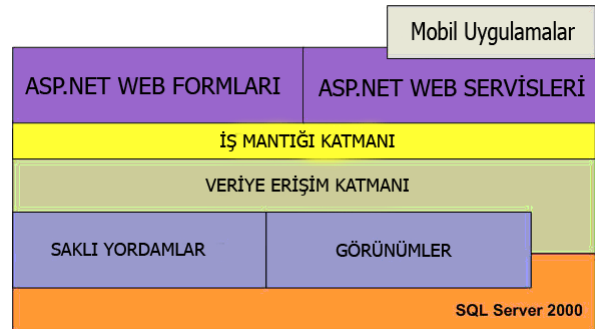 Mobil Uygulamalar
ASP.NET WEB FORMLARI
ASP.NET WEB SERVİSLERİ
İŞ MANTIĞI KATMANI
VERİYE ERİŞİM KATMANI
SAKLI YORDAMLAR
GÖRÜNÜMLER
SQL Server 2000